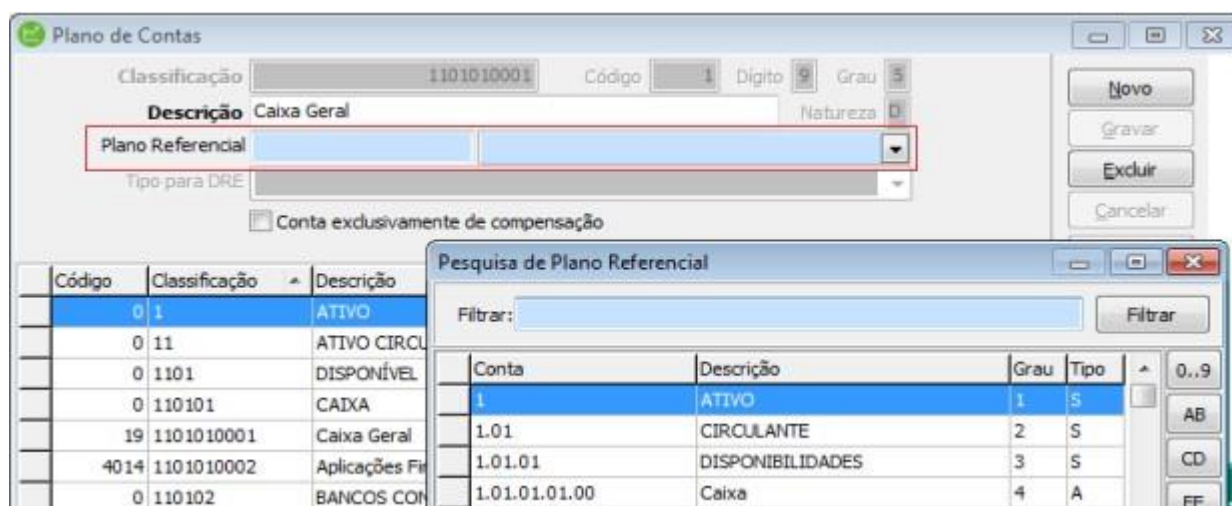 Plano de Contas
Classificação 1101010001 Código 1 Dígito 9 Grau 5
Descrição Caixa Geral Natureza D
Plano Referencial
Tipo para DRE
Conta exclusivamente de compensação
Novo
Gravar
Excluir
Cancelar
Código Classificação Descrição
0 1 ATIVO
0 11 ATIVO CIRCU
0 1101 DISPONÍVEL
0 110101 CAIXA
19 1101010001 Caixa Geral
4014 1101010002 Aplicações Fi
0 110102 BANCOS CON
Pesquisa de Plano Referencial
Filtrar: Filtrar
Conta Descrição Grau Tipo 0..9
1 ATIVO 1 S
AB
1.01 CIRCULANTE 2 S
1.01.01 DISPONIBILIDADES 3 S CD
1.01.01.01.00 Caixa 4 A